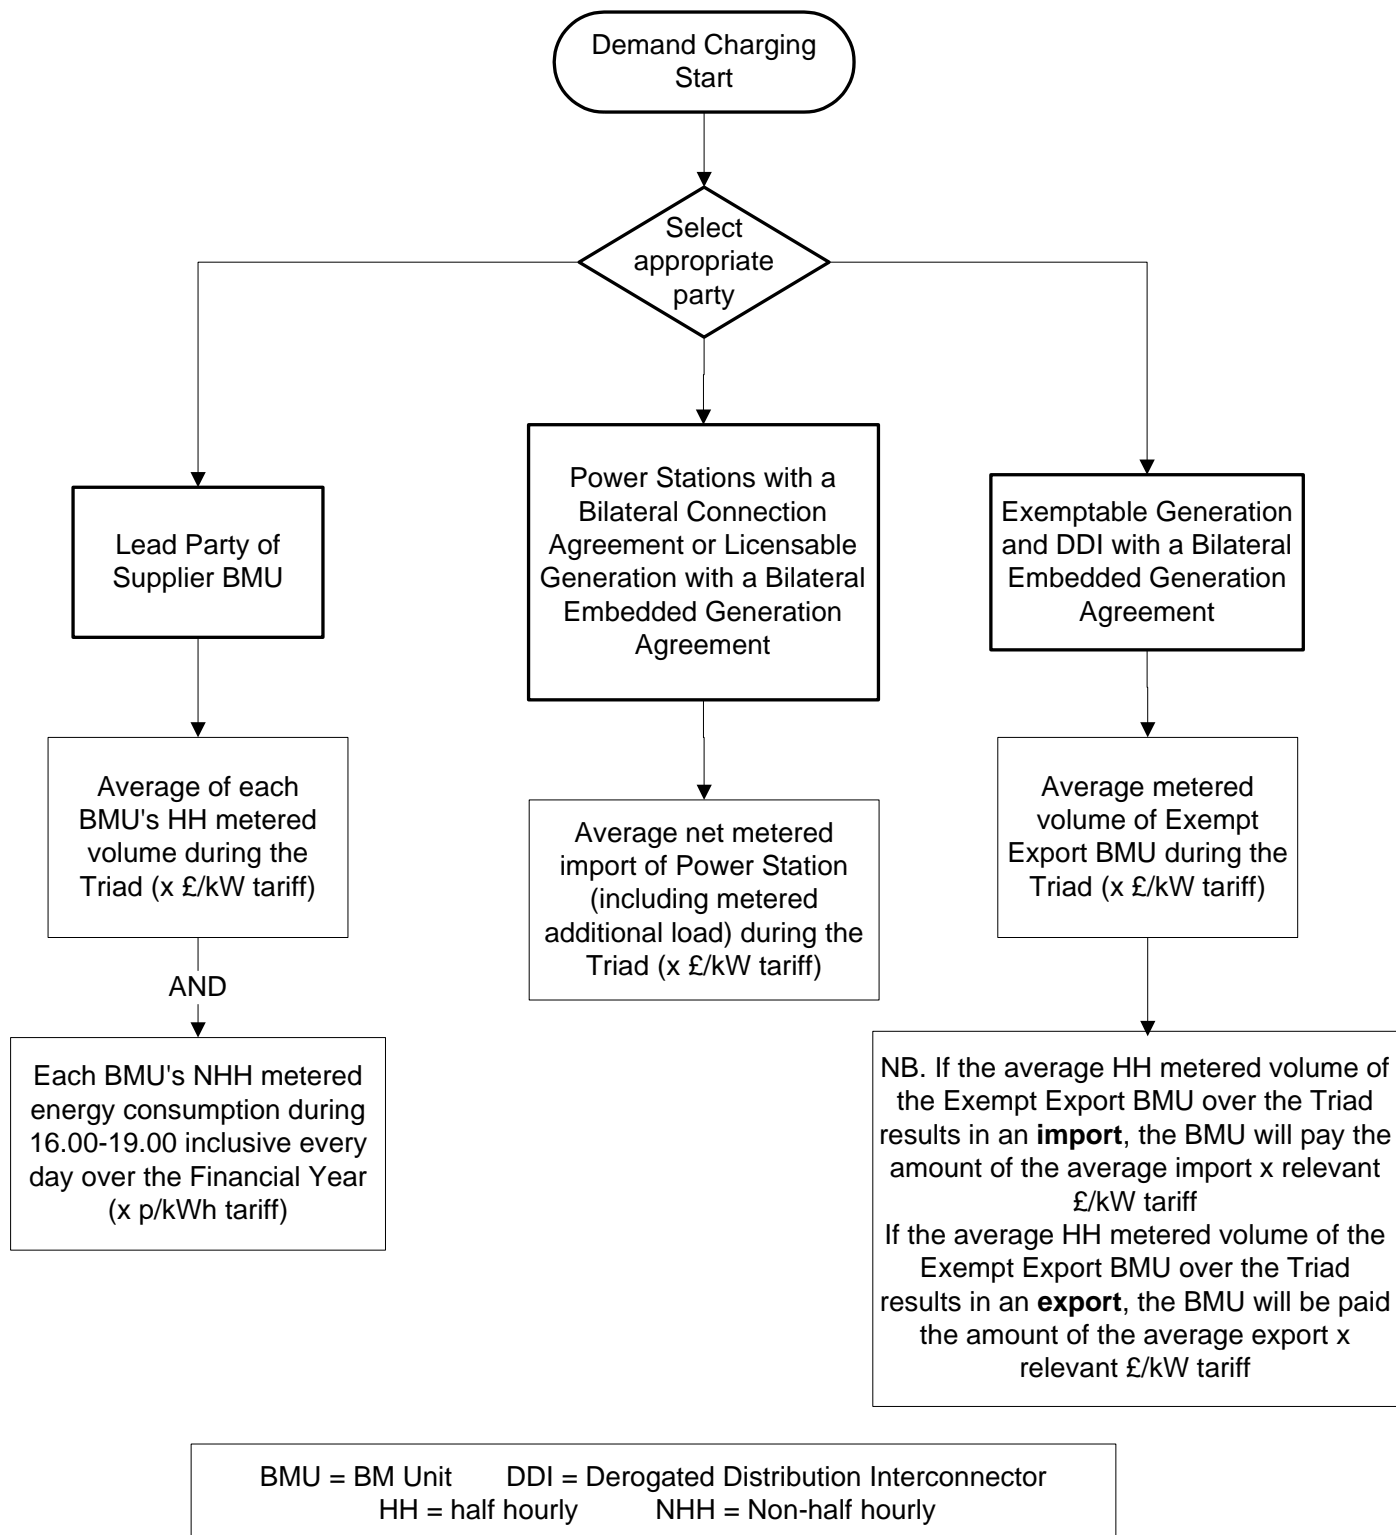 Demand Charging
Start
Select
appropriate
party
Lead Party of
Supplier BMU
Power Stations with a
Bilateral Connection
Agreement or Licensable
Generation with a Bilateral
Embedded Generation
Agreement
Exemptable Generation
and DDI with a Bilateral
Embedded Generation
Agreement
Average of each
BMU's HH metered
volume during the
Triad (x £/kW tariff)
Average net metered
import of Power Station
(including metered
additional load) during the
Triad (x £/kW tariff)
Average metered
volume of Exempt
Export BMU during the
Triad (x £/kW tariff)
AND
Each BMU's NHH metered
energy consumption during
16.00-19.00 inclusive every
day over the Financial Year
(x p/kWh tariff)
NB. If the average HH metered volume of
the Exempt Export BMU over the Triad
results in an import, the BMU will pay the
amount of the average import x relevant
£/kW tariff
If the average HH metered volume of the
Exempt Export BMU over the Triad
results in an export, the BMU will be paid
the amount of the average export x
relevant £/kW tariff
BMU = BM Unit DDI = Derogated Distribution Interconnector
HH = half hourly NHH = Non-half hourly